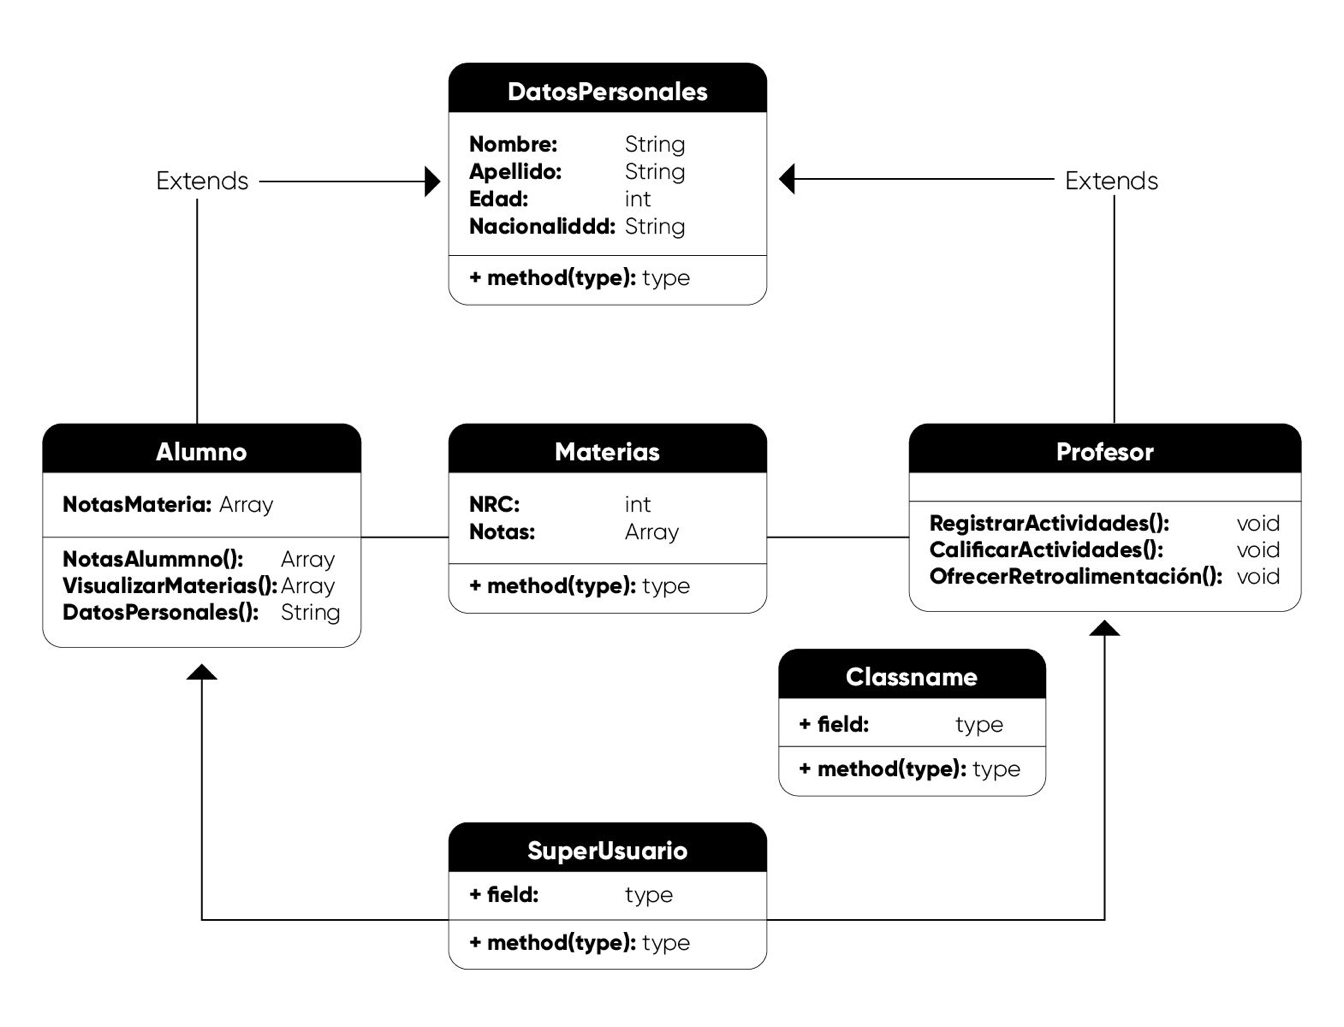 DatosPersonales
Nombre: String
Apellido: String
Edad: int
Nacionaliddd: String
+ method(type): type
Extends
Extends
Alumno
NotasMateria: Array
NotasAlummno(): Array
VisualizarMaterias(): Array
DatosPersonales(): String
Materias
NRC: int
Notas: Array
+ method(type): type
Profesor
RegistrarActividades(): void
CalificarActividades(): void
OfrecerRetroalimentación(): void
Classname
+ field: type
+ method(type): type
SuperUsuario
+ field: type
+ method(type): type